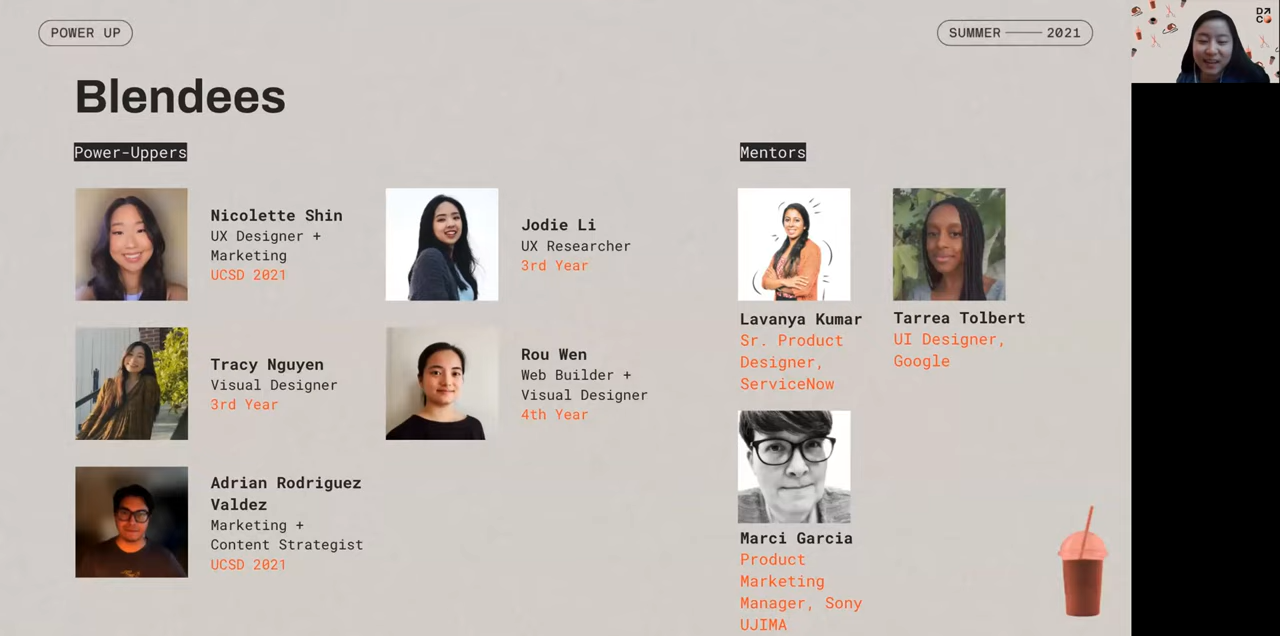 POWER UP
SUMMER 2021
Blendees
Power-Uppers
Nicolette Shin
UX Designer +
Marketing
UCSD 2021
Jodie Li
UX Researcher
3rd Year
Tracy Nguyen
Visual Designer
3rd Year
Rou Wen
Web Builder +
Visual Designer
4th Year
Adrian Rodriguez
Valdez
Marketing +
Content Strategist
UCSD 2021
Mentors
Lavanya Kumar
Sr. Product
Designer,
ServiceNow
Tarrea Tolbert
UI Designer,
Google
Marci Garcia
Product
Marketing
Manager, Sony
UJIMA